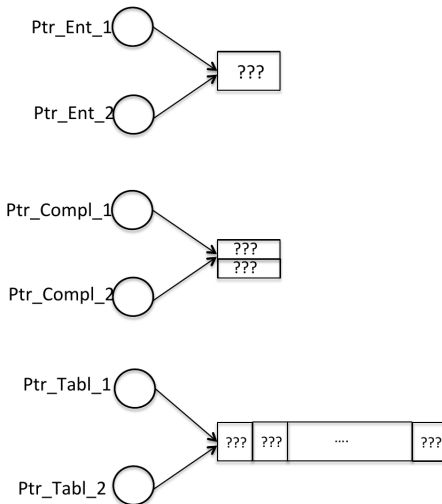 Ptr_Ent_1
???
Ptr_Ent_2
Ptr_Compl_1
???
???
Ptr_Compl_2
Ptr_Tabl_1
??? ??? .... ???
Ptr_Tabl_2